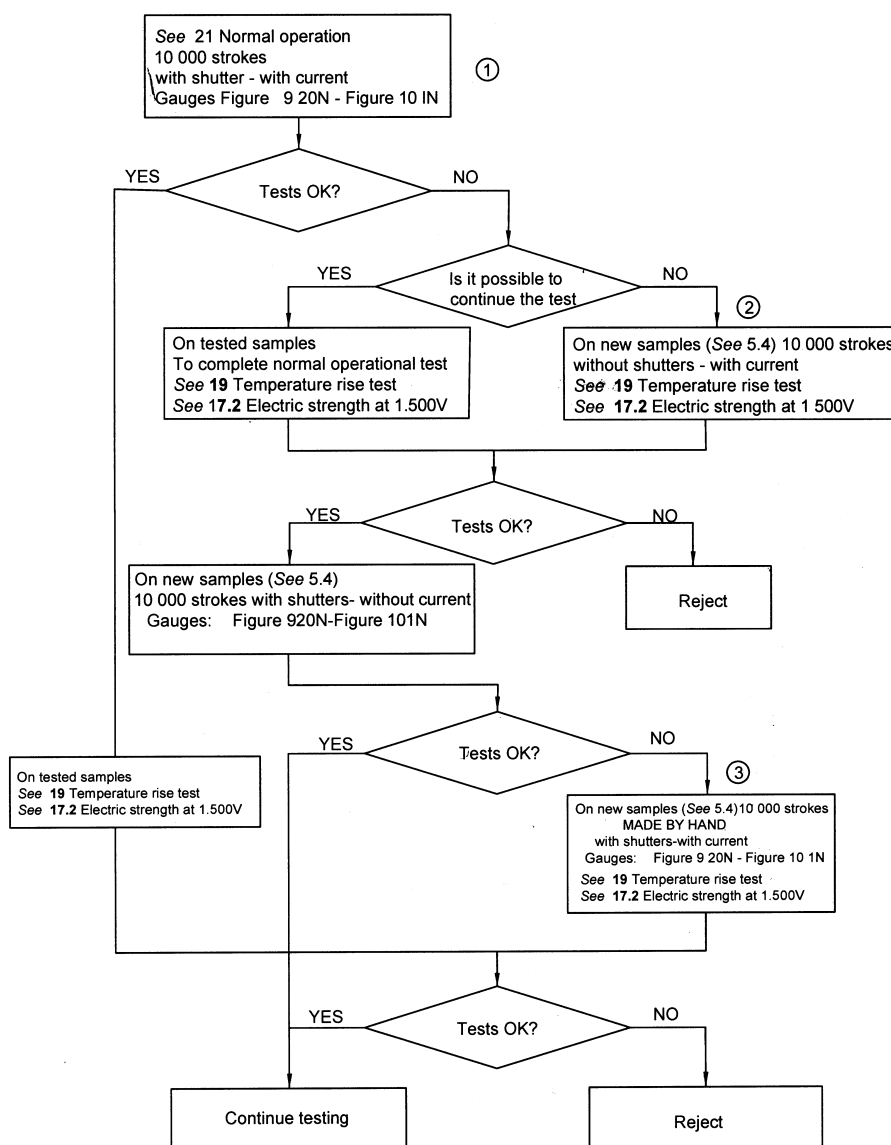 See 21 Normal operation
10 000 strokes
with shutter - with current
Gauges Figure 9 20N - Figure 10 IN
①
YES
Tests OK?
NO
YES
Is it possible to
continue the test
NO
②
On tested samples
To complete normal operational test
See 19 Temperature rise test
See 17.2 Electric strength at 1.500V
On new samples (See 5.4) 10 000 strokes
without shutters - with current
See 19 Temperature rise test
See 17.2 Electric strength at 1 500V
YES
Tests OK?
NO
On new samples (See 5.4)
10 000 strokes with shutters- without current
Gauges: Figure 920N-Figure 101N
Reject
YES
Tests OK?
NO
③
On tested samples
See 19 Temperature rise test
See 17.2 Electric strength at 1.500V
On new samples (See 5.4)10 000 strokes
MADE BY HAND
with shutters-with current
Gauges: Figure 9 20N - Figure 10 1N
See 19 Temperature rise test
See 17.2 Electric strength at 1.500V
YES
Tests OK?
NO
Continue testing
Reject